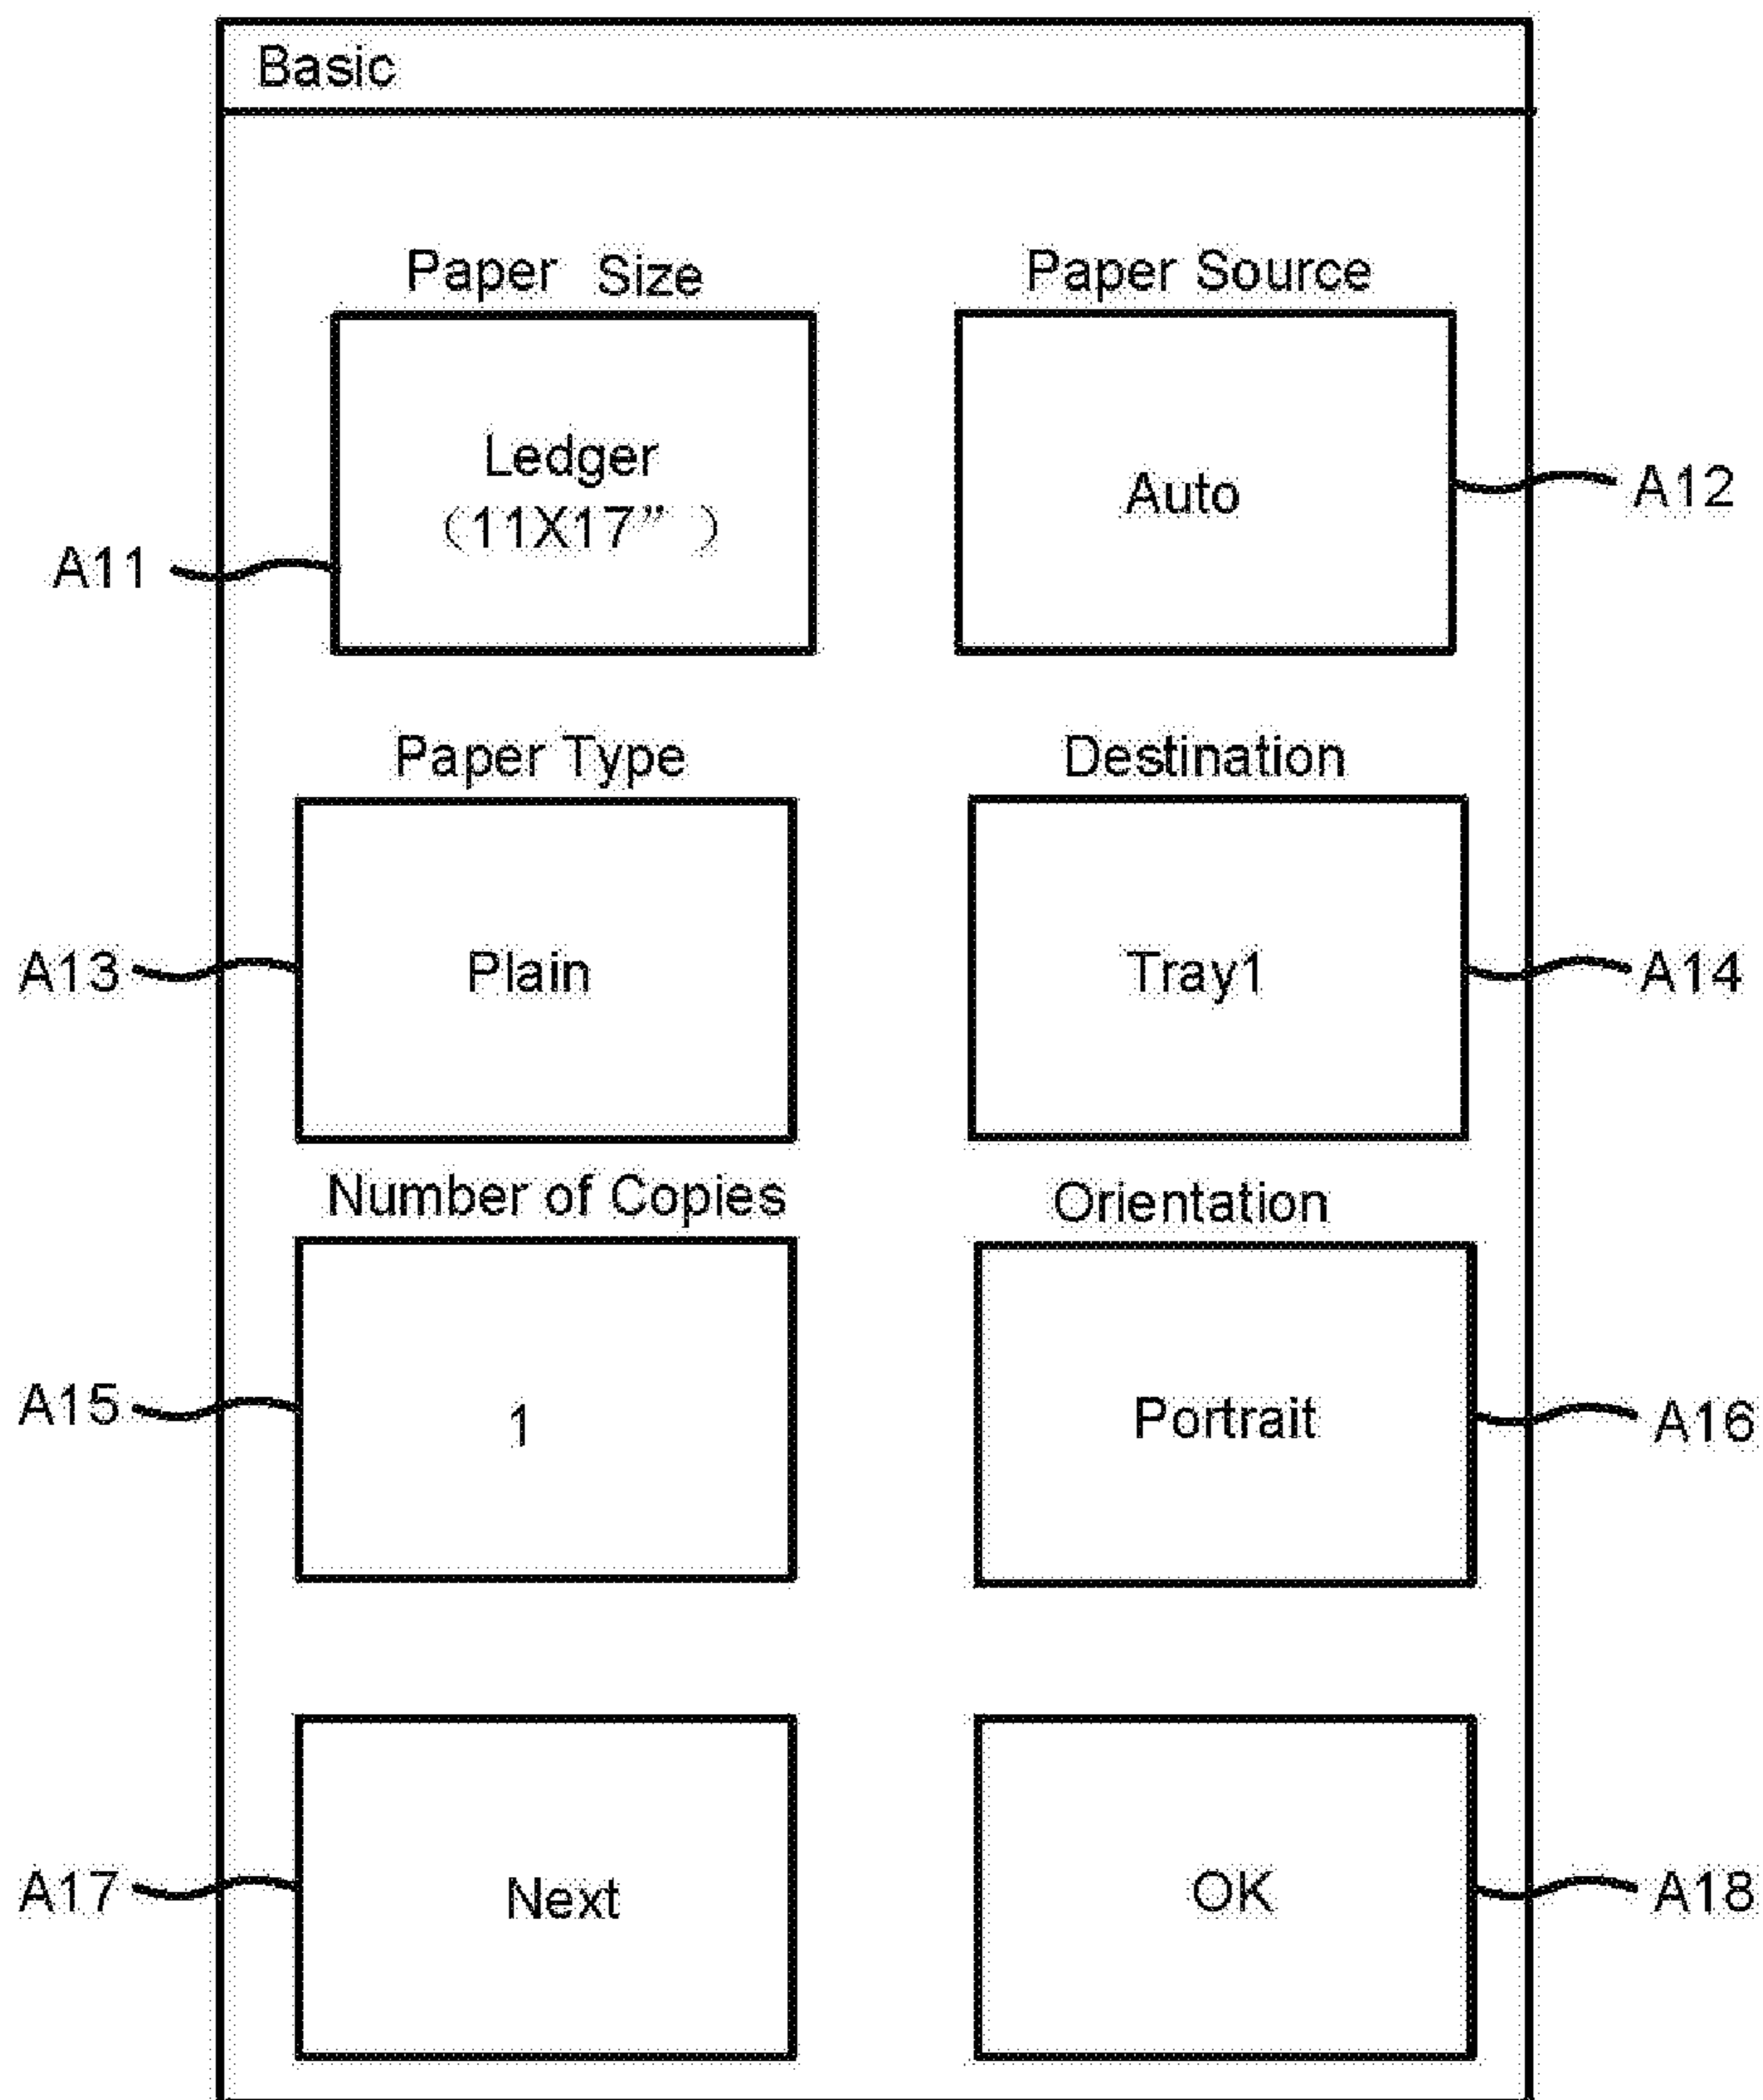 Basic
Paper Size
Paper Source
Ledger
(11X17” )
Auto
A11
A12
Paper Type
Destination
A13
Plain
Tray1
A14
Number of Copies
Orientation
A15
1
Portrait
A16
A17
Next
OK
A18